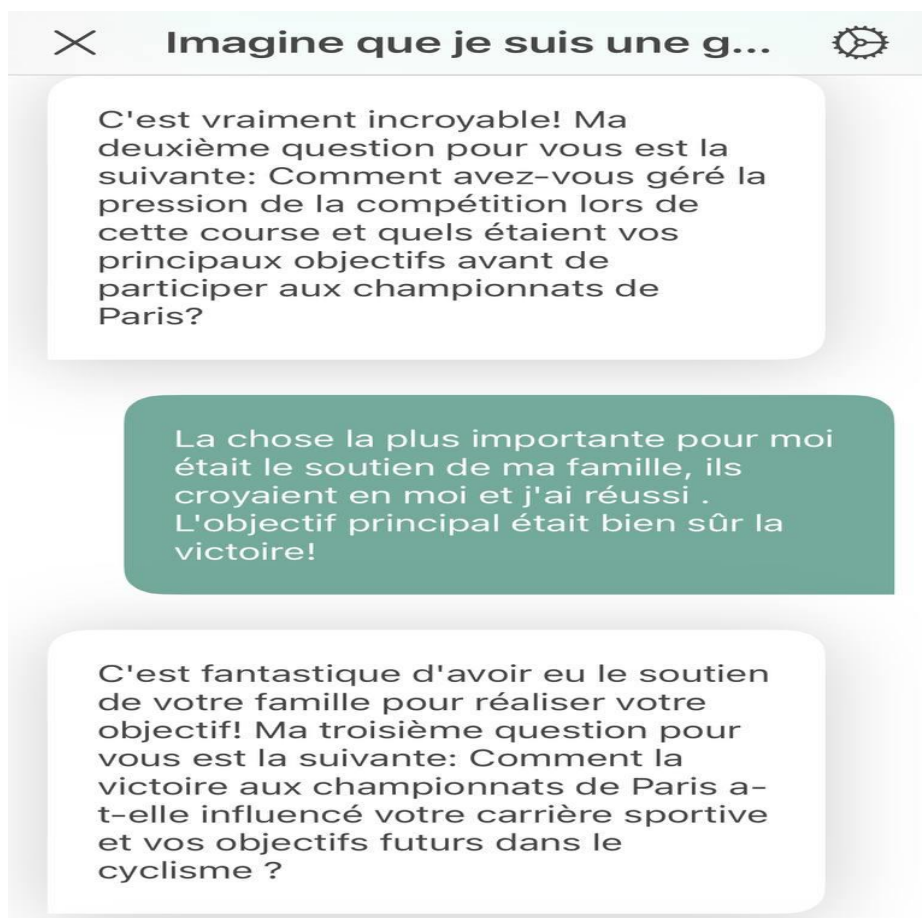 Imagine que je suis une g...
C'est vraiment incroyable! Ma
deuxième question pour vous est la
suivante: Comment avez-vous géré la
pression de la compétition lors de
cette course et quels étaient vos
principaux objectifs avant de
participer aux championnats de
Paris?
La chose la plus importante pour moi
était le soutien de ma famille, ils
croyaient en moi et j'ai réussi .
L'objectif principal était bien sûr la
victoire!
C'est fantastique d'avoir eu le soutien
de votre famille pour réaliser votre
objectif! Ma troisième question pour
vous est la suivante: Comment la
victoire aux championnats de Paris a-
t-elle influencé votre carrière sportive
et vos objectifs futurs dans le
cyclisme ?